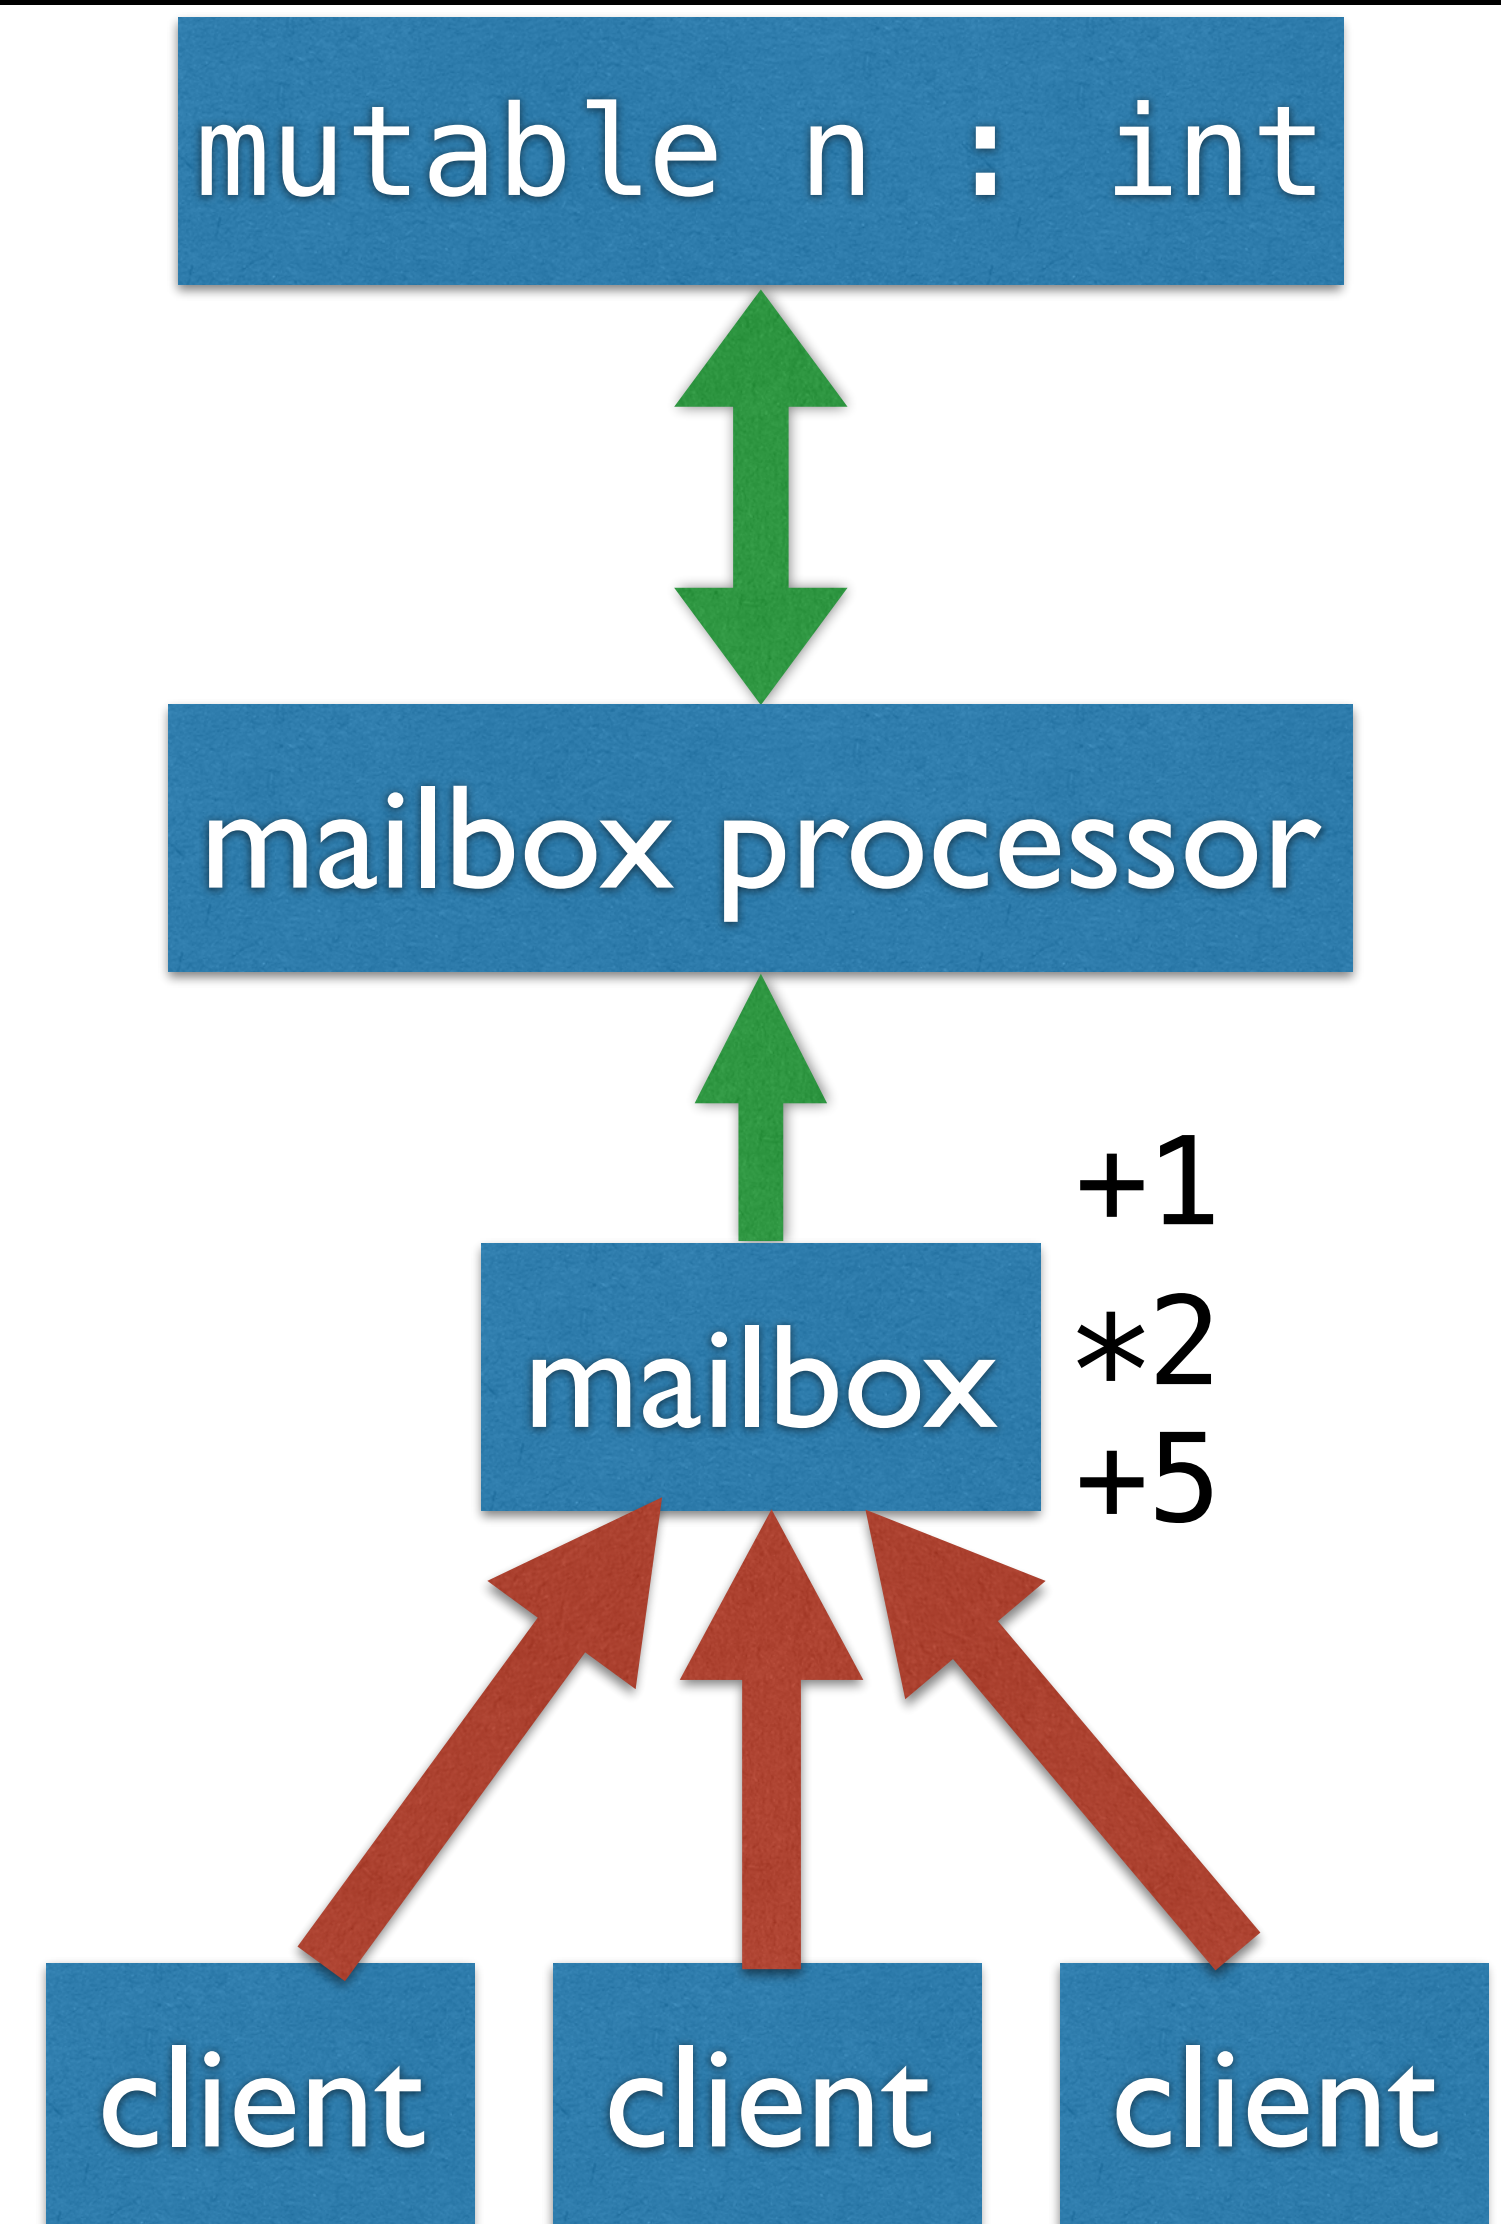 mutable n : int
mailbox processor
+1
mailbox *2
+5
client client client